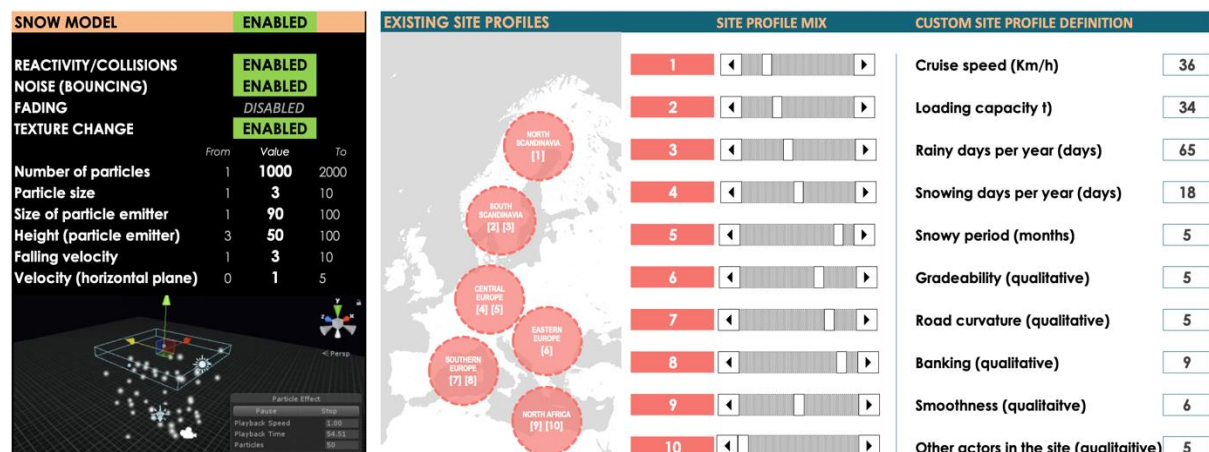 SNOW MODEL ENABLED
REACTIVITY/COLLISIONS ENABLED
NOISE (BOUNCING) ENABLED
FADING DISABLED
TEXTURE CHANGE ENABLED
From Value To
Number of particles 1 1000 2000
Particle size 1 3 10
Size of particle emitter 1 90 100
Height (particle emitter) 3 50 100
Falling velocity 1 3 10
Velocity (horizontal plane) 0 1 5
y
z x
Persp
Particle Effect
Pause Stop
Playback Speed 1.00
Playback Time 54.51
Particles 50
EXISTING SITE PROFILES
NORTH
SCANDINAVIA
[1]
SOUTH
SCANDINAVIA
[2] [3]
CENTRAL
EUROPE
[4] [5]
EASTERN
EUROPE
[6]
SOUTHERN
EUROPE
[7] [8]
NORTH AFRICA
[9] [10]
SITE PROFILE MIX
1
2
3
4
5
6
7
8
9
10
CUSTOM SITE PROFILE DEFINITION
Cruise speed (Km/h) 36
Loading capacity t) 34
Rainy days per year (days) 65
Snowing days per year (days) 18
Snowy period (months) 5
Gradeability (qualitative) 5
Road curvature (qualitative) 5
Banking (qualitative) 9
Smoothness (qualitaitve) 6
Other actors in the site (qualitgitive) 5